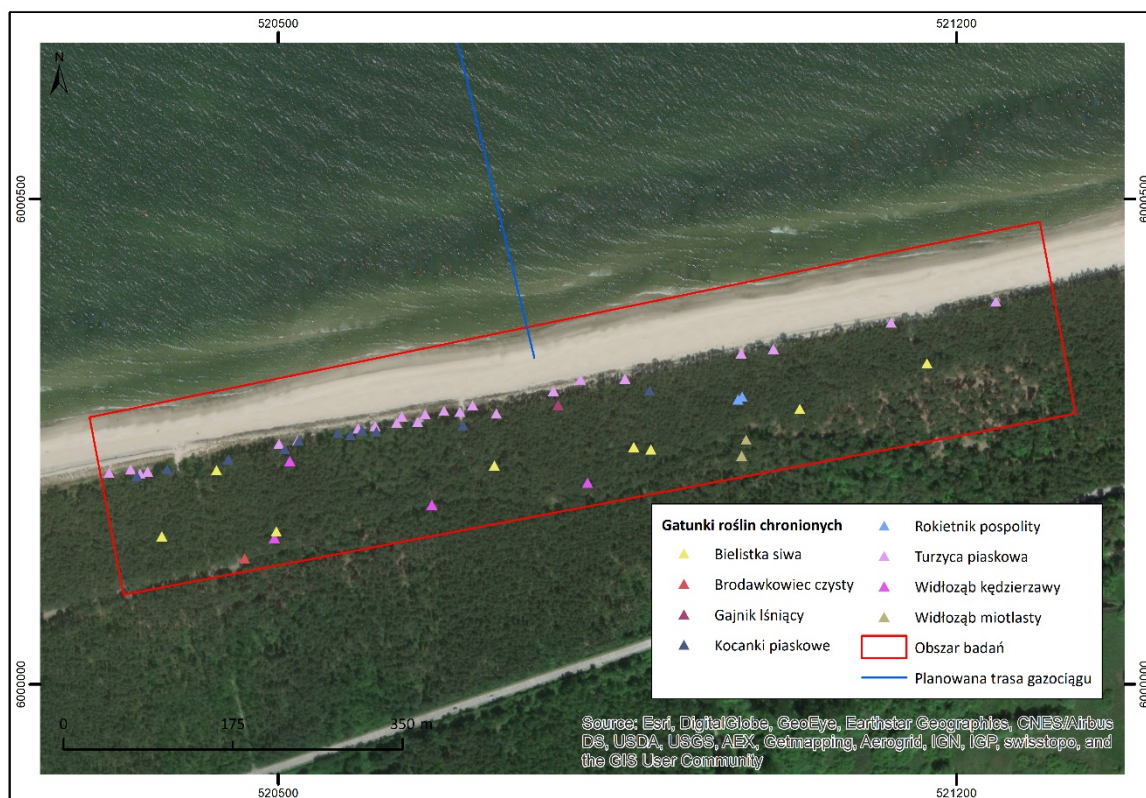 520500
521200
N
6000500
6000500
Gatunki roślin chronionych
Bielistka siwa
Brodawkowiec czysty
Gajnik lśniący
Kocanki piaskowe
Rokietnik pospolity
Turzyca piaskowa
Widłoząb kędzierzawy
Widłoząb miotlasty
Obszar badań
Planowana trasa gazociągu
6000000
6000000
0
175
350 m
Source: Esri, DigitalGlobe, GeoEye, Earthstar Geographics, CNES/Airbus
DS, USDA, USGS, AEX, Getmapping, Aerogrid, IGN, IGP, swisstopo, and
the GIS User Community
520500
521200